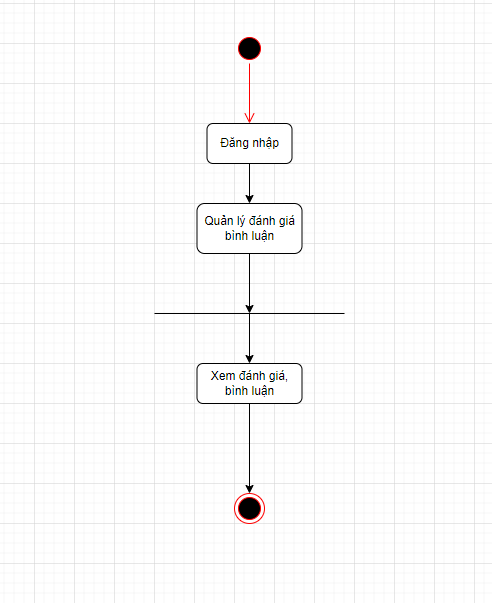 Đăng nhập
Quản lý đánh giá
bình luận
Xem đánh giá,
bình luận